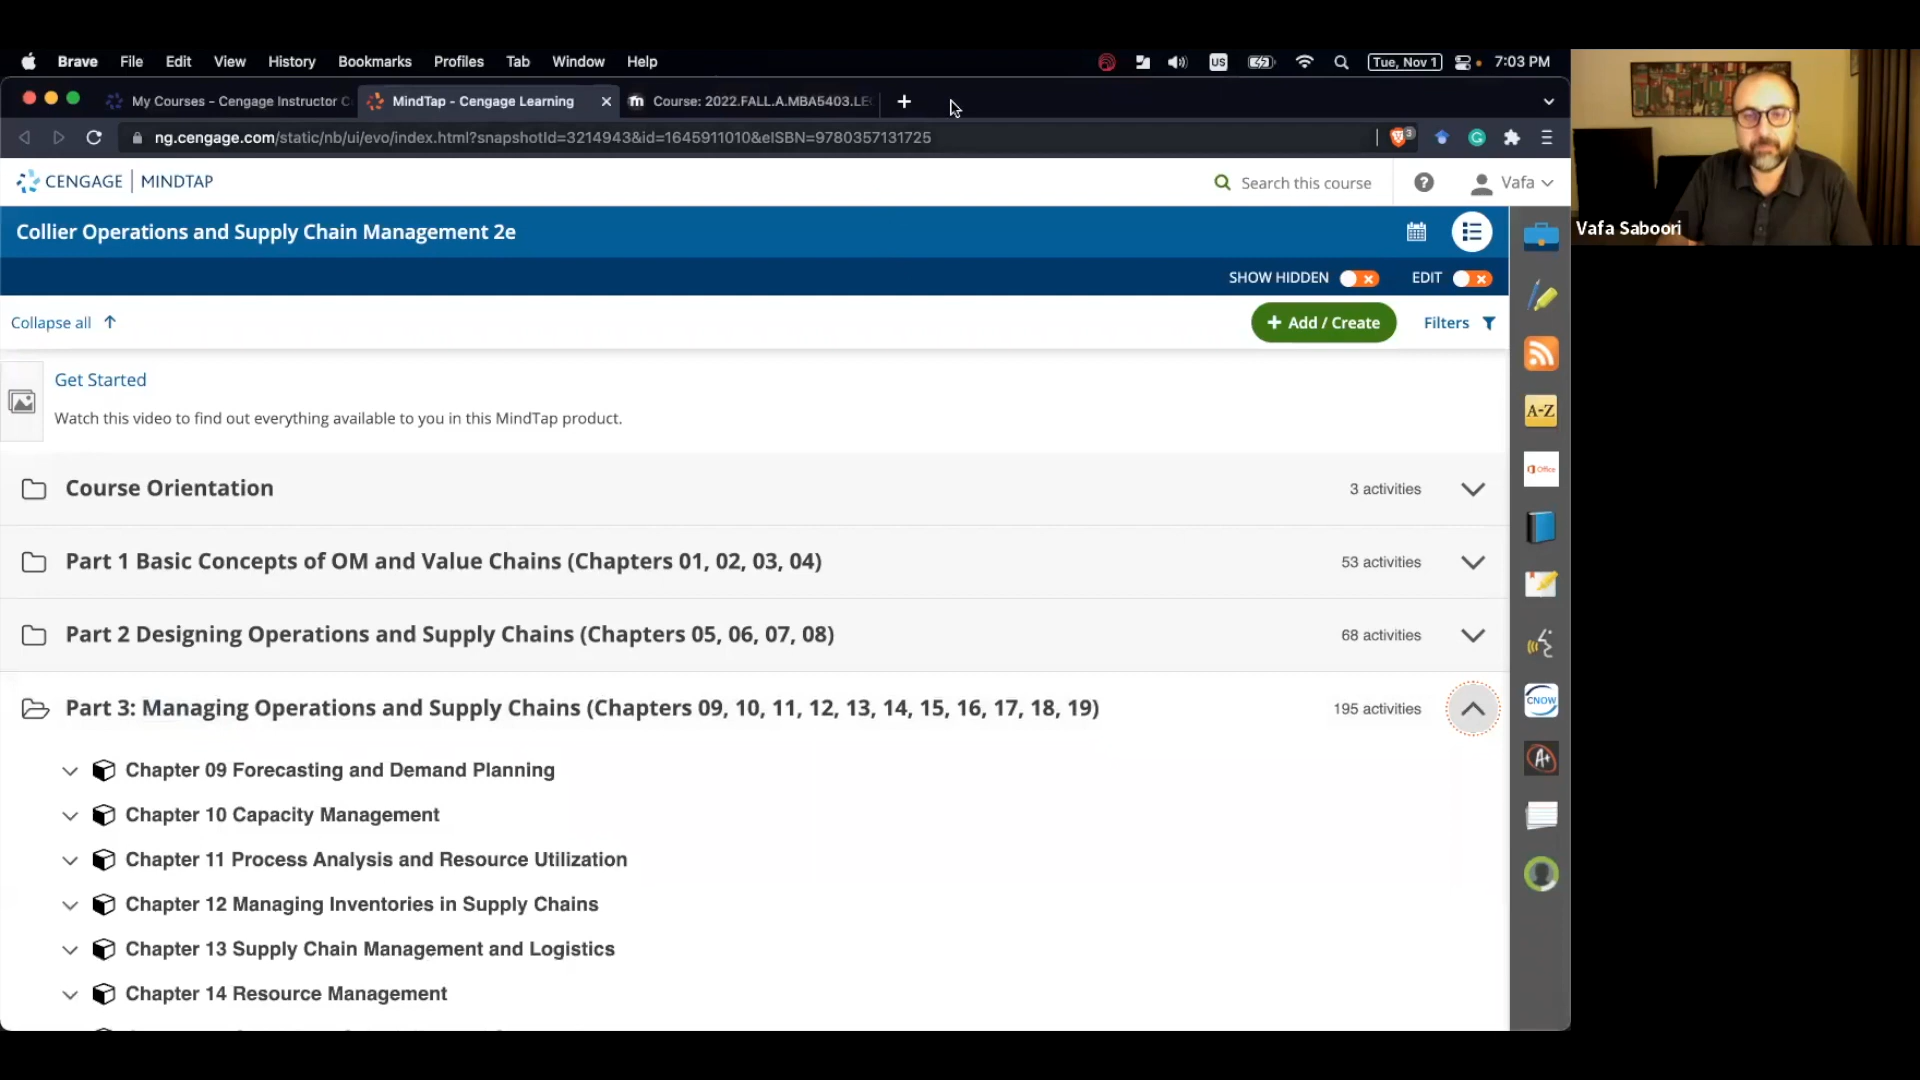 Brave File Edit View History Bookmarks Profiles Tab Window Help US Tue, Nov 1 7:03 PM
My Courses - Cengage Instructor C MindTap - Cengage Learning Course: 2022.FALL.A.MBA5403.LE
ng.cengage.com/static/nb/ui/evo/index.html?snapshotId=3214943&id=1645911010&eISBN=9780357131725 3
CENGAGE | MINDTAP Search this course Vafa
Collier Operations and Supply Chain Management 2e
Vafa Saboori
SHOW HIDDEN EDIT
Collapse all + Add / Create Filters
Get Started
Watch this video to find out everything available to you in this MindTap product.
A-Z
Office
Course Orientation 3 activities
Part 1 Basic Concepts of OM and Value Chains (Chapters 01, 02, 03, 04) 53 activities
Part 2 Designing Operations and Supply Chains (Chapters 05, 06, 07, 08) 68 activities
Part 3: Managing Operations and Supply Chains (Chapters 09, 10, 11, 12, 13, 14, 15, 16, 17, 18, 19) 195 activities
CNOW
A+
Chapter 09 Forecasting and Demand Planning
Chapter 10 Capacity Management
Chapter 11 Process Analysis and Resource Utilization
Chapter 12 Managing Inventories in Supply Chains
Chapter 13 Supply Chain Management and Logistics
Chapter 14 Resource Management